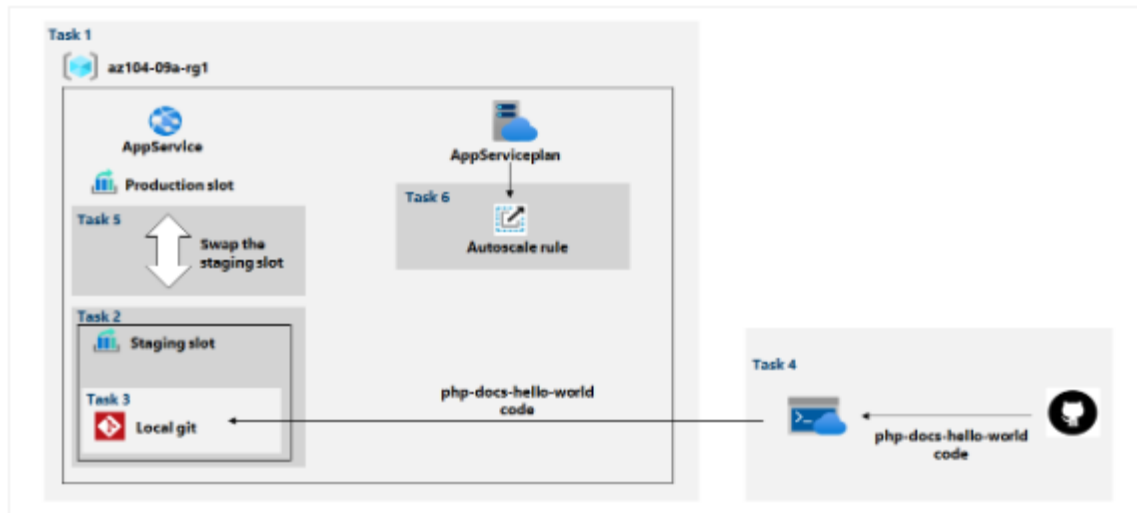 Task 1
az104-09a-rg1
AppService
AppServiceplan
Production slot
Task 5
Swap the
staging slot
Task 6
Autoscale rule
Task 2
Staging slot
Task 3
Local git
php-docs-hello-world
code
Task 4
php-docs-hello-world
code